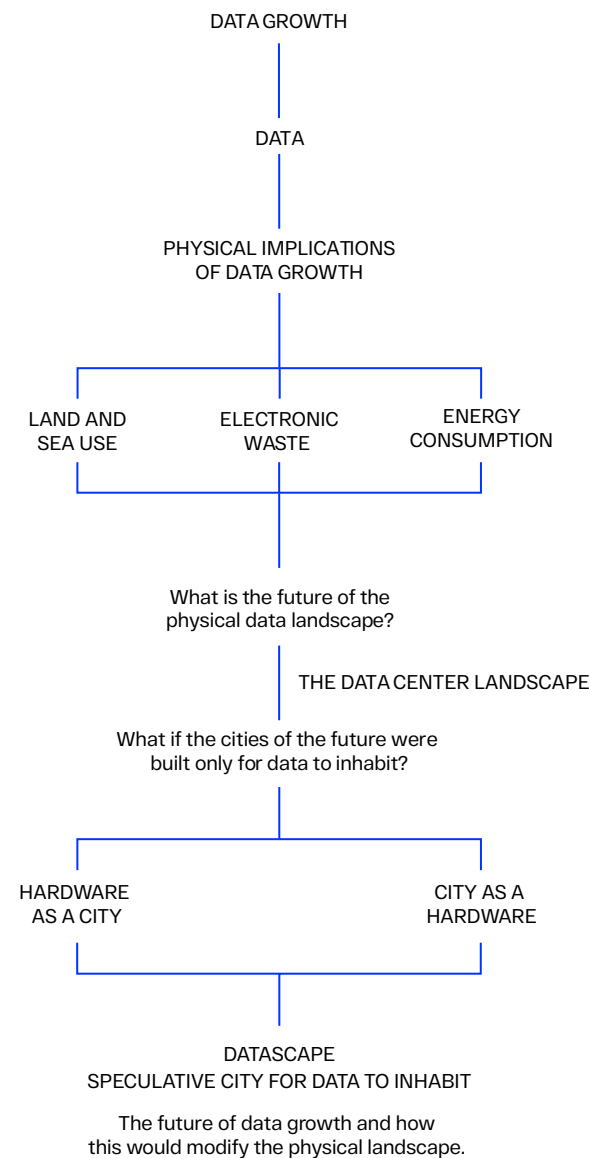 DATA GROWTH
DATA
PHYSICAL IMPLICATIONS
OF DATA GROWTH
LAND AND
SEA USE
ELECTRONIC
WASTE
ENERGY
CONSUMPTION
What is the future of the
physical data landscape?
THE DATA CENTER LANDSCAPE
What if the cities of the future were
built only for data to inhabit?
HARDWARE
AS A CITY
CITY AS A
HARDWARE
DATASCAPE
SPECULATIVE CITY FOR DATA TO INHABIT
The future of data growth and how
this would modify the physical landscape.